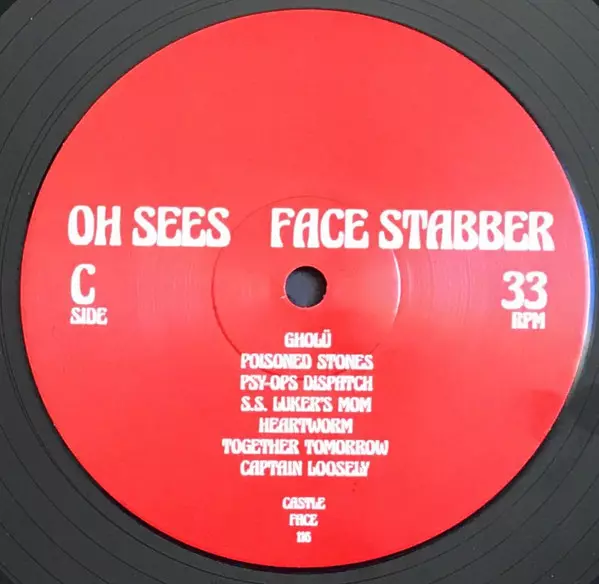 OH SEES FACE STABBER
C
SIDE
33
RPM
GHOLÜ
POISONED STONES
PSY-OPS DISPATCH
S.S. LUKER'S MOM
HEARTWORM
TOGETHER TOMORROW
CAPTAIN LOOSELY
CASTLE
FACE
116